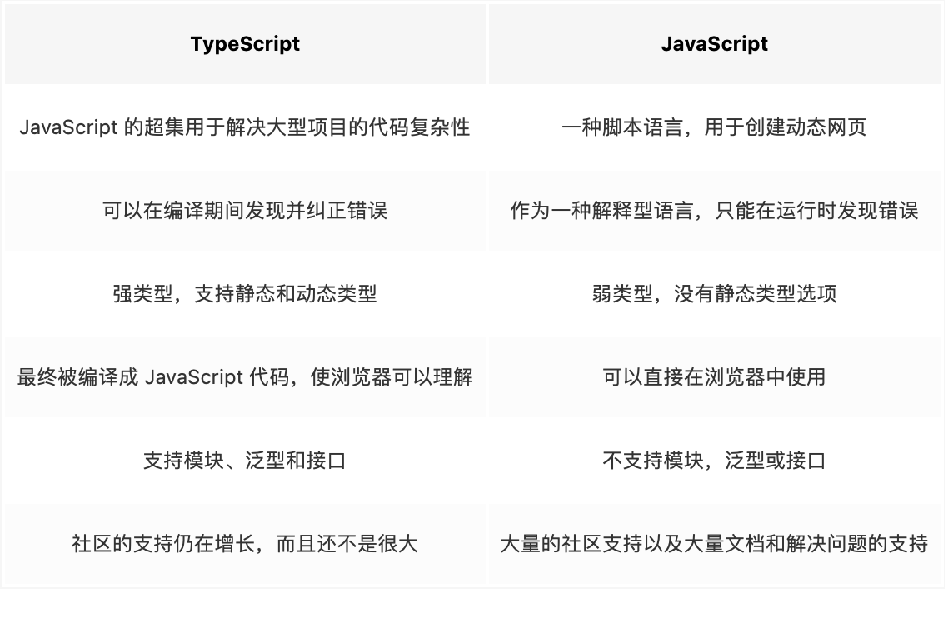 TypeScript JavaScript
JavaScript 的超集用于解决大型项目的代码复杂性 一种脚本语言，用于创建动态网页
可以在编译期间发现并纠正错误 作为一种解释型语言，只能在运行时发现错误
强类型，支持静态和动态类型 弱类型，没有静态类型选项
最终被编译成 JavaScript 代码，使浏览器可以理解 可以直接在浏览器中使用
支持模块、泛型和接口 不支持模块，泛型或接口
社区的支持仍在增长，而且还不是很大 大量的社区支持以及大量文档和解决问题的支持